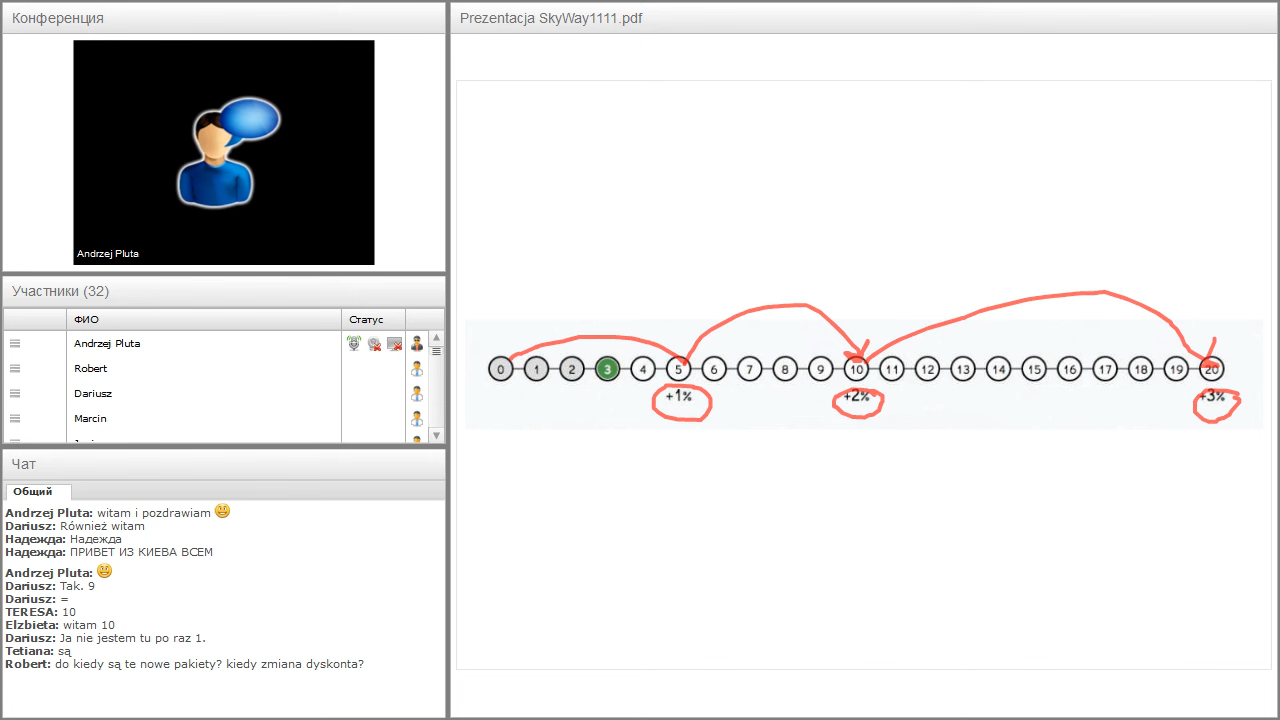 Конференция
Andrzej Pluta
Участники (32)
ФИО
Статус
Andrzej Pluta
Robert
Dariusz
Marcin
Чат
Общий
Andrzej Pluta: witam i pozdrawiam
Dariusz: Również witam
Надежда: Надежда
Надежда: ПРИВЕТ ИЗ КИЕВА ВСЕМ
Andrzej Pluta:
Dariusz: Tak. 9
Dariusz: =
TERESA: 10
Elzbieta: witam 10
Dariusz: Ja nie jestem tu po raz 1.
Tetiana: są
Robert: do kiedy są te nowe pakiety? kiedy zmiana dyskonta?
Prezentacja SkyWay1111.pdf
0 1 2 3 4 5 6 7 8 9 10 11 12 13 14 15 16 17 18 19 20
+1% +2% +3%